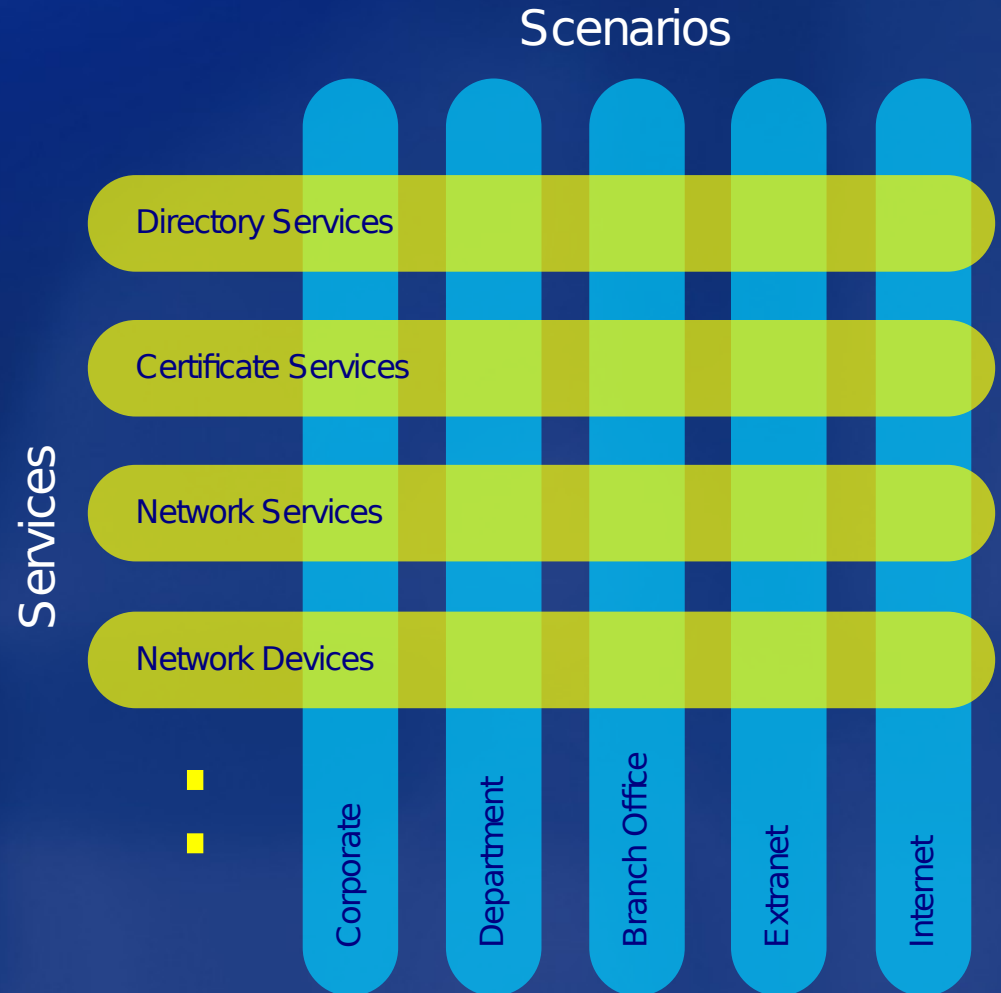 Scenarios
Services
Directory Services
Certificate Services
Network Services
Network Devices
Corporate
Department
Branch Office
Extranet
Internet